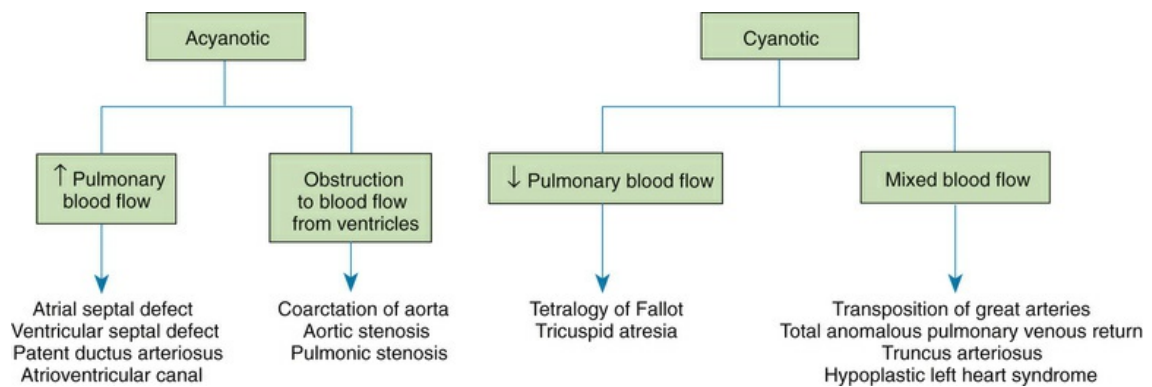 Acyanotic
Cyanotic
↑ Pulmonary
blood flow
Obstruction
to blood flow
from ventricles
↓ Pulmonary blood flow
Mixed blood flow
Atrial septal defect
Ventricular septal defect
Patent ductus arteriosus
Atrioventricular canal
Coarctation of aorta
Aortic stenosis
Pulmonic stenosis
Tetralogy of Fallot
Tricuspid atresia
Transposition of great arteries
Total anomalous pulmonary venous return
Truncus arteriosus
Hypoplastic left heart syndrome